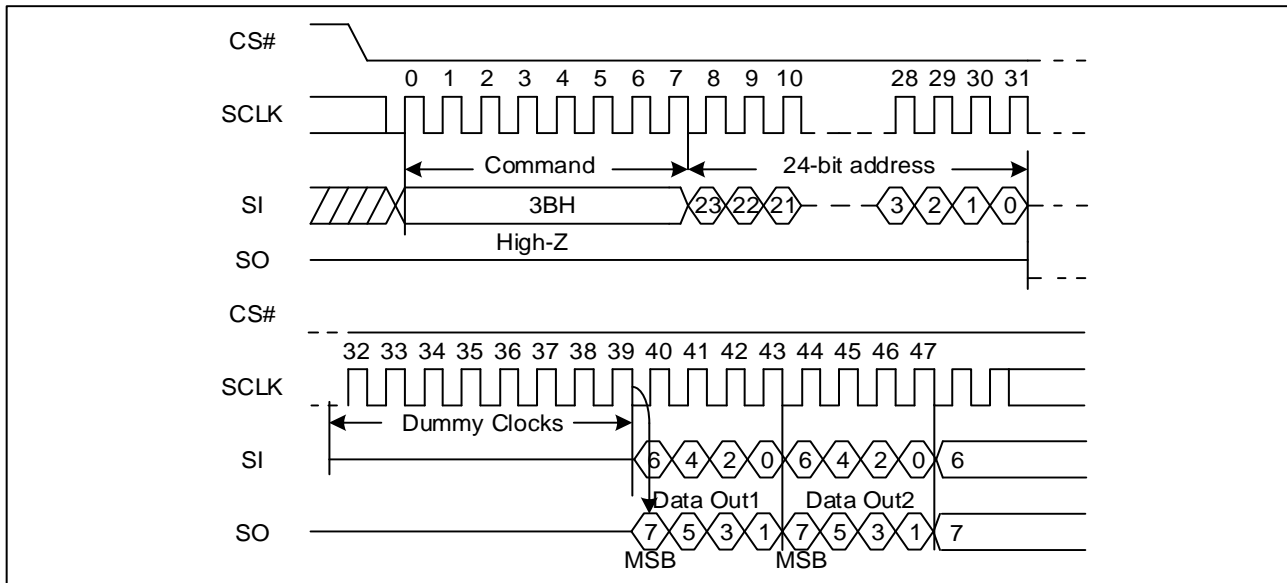 CS#
0 1 2 3 4 5 6 7 8 9 10 28 29 30 31
SCLK
Command 24-bit address
SI 3BH 23 22 21 3 2 1 0
High-Z
SO
CS#
32 33 34 35 36 37 38 39 40 41 42 43 44 45 46 47
SCLK
Dummy Clocks
SI 6 4 2 0 6 4 2 0 6
Data Out1 Data Out2
SO 7 5 3 1 7 5 3 1 7
MSB MSB